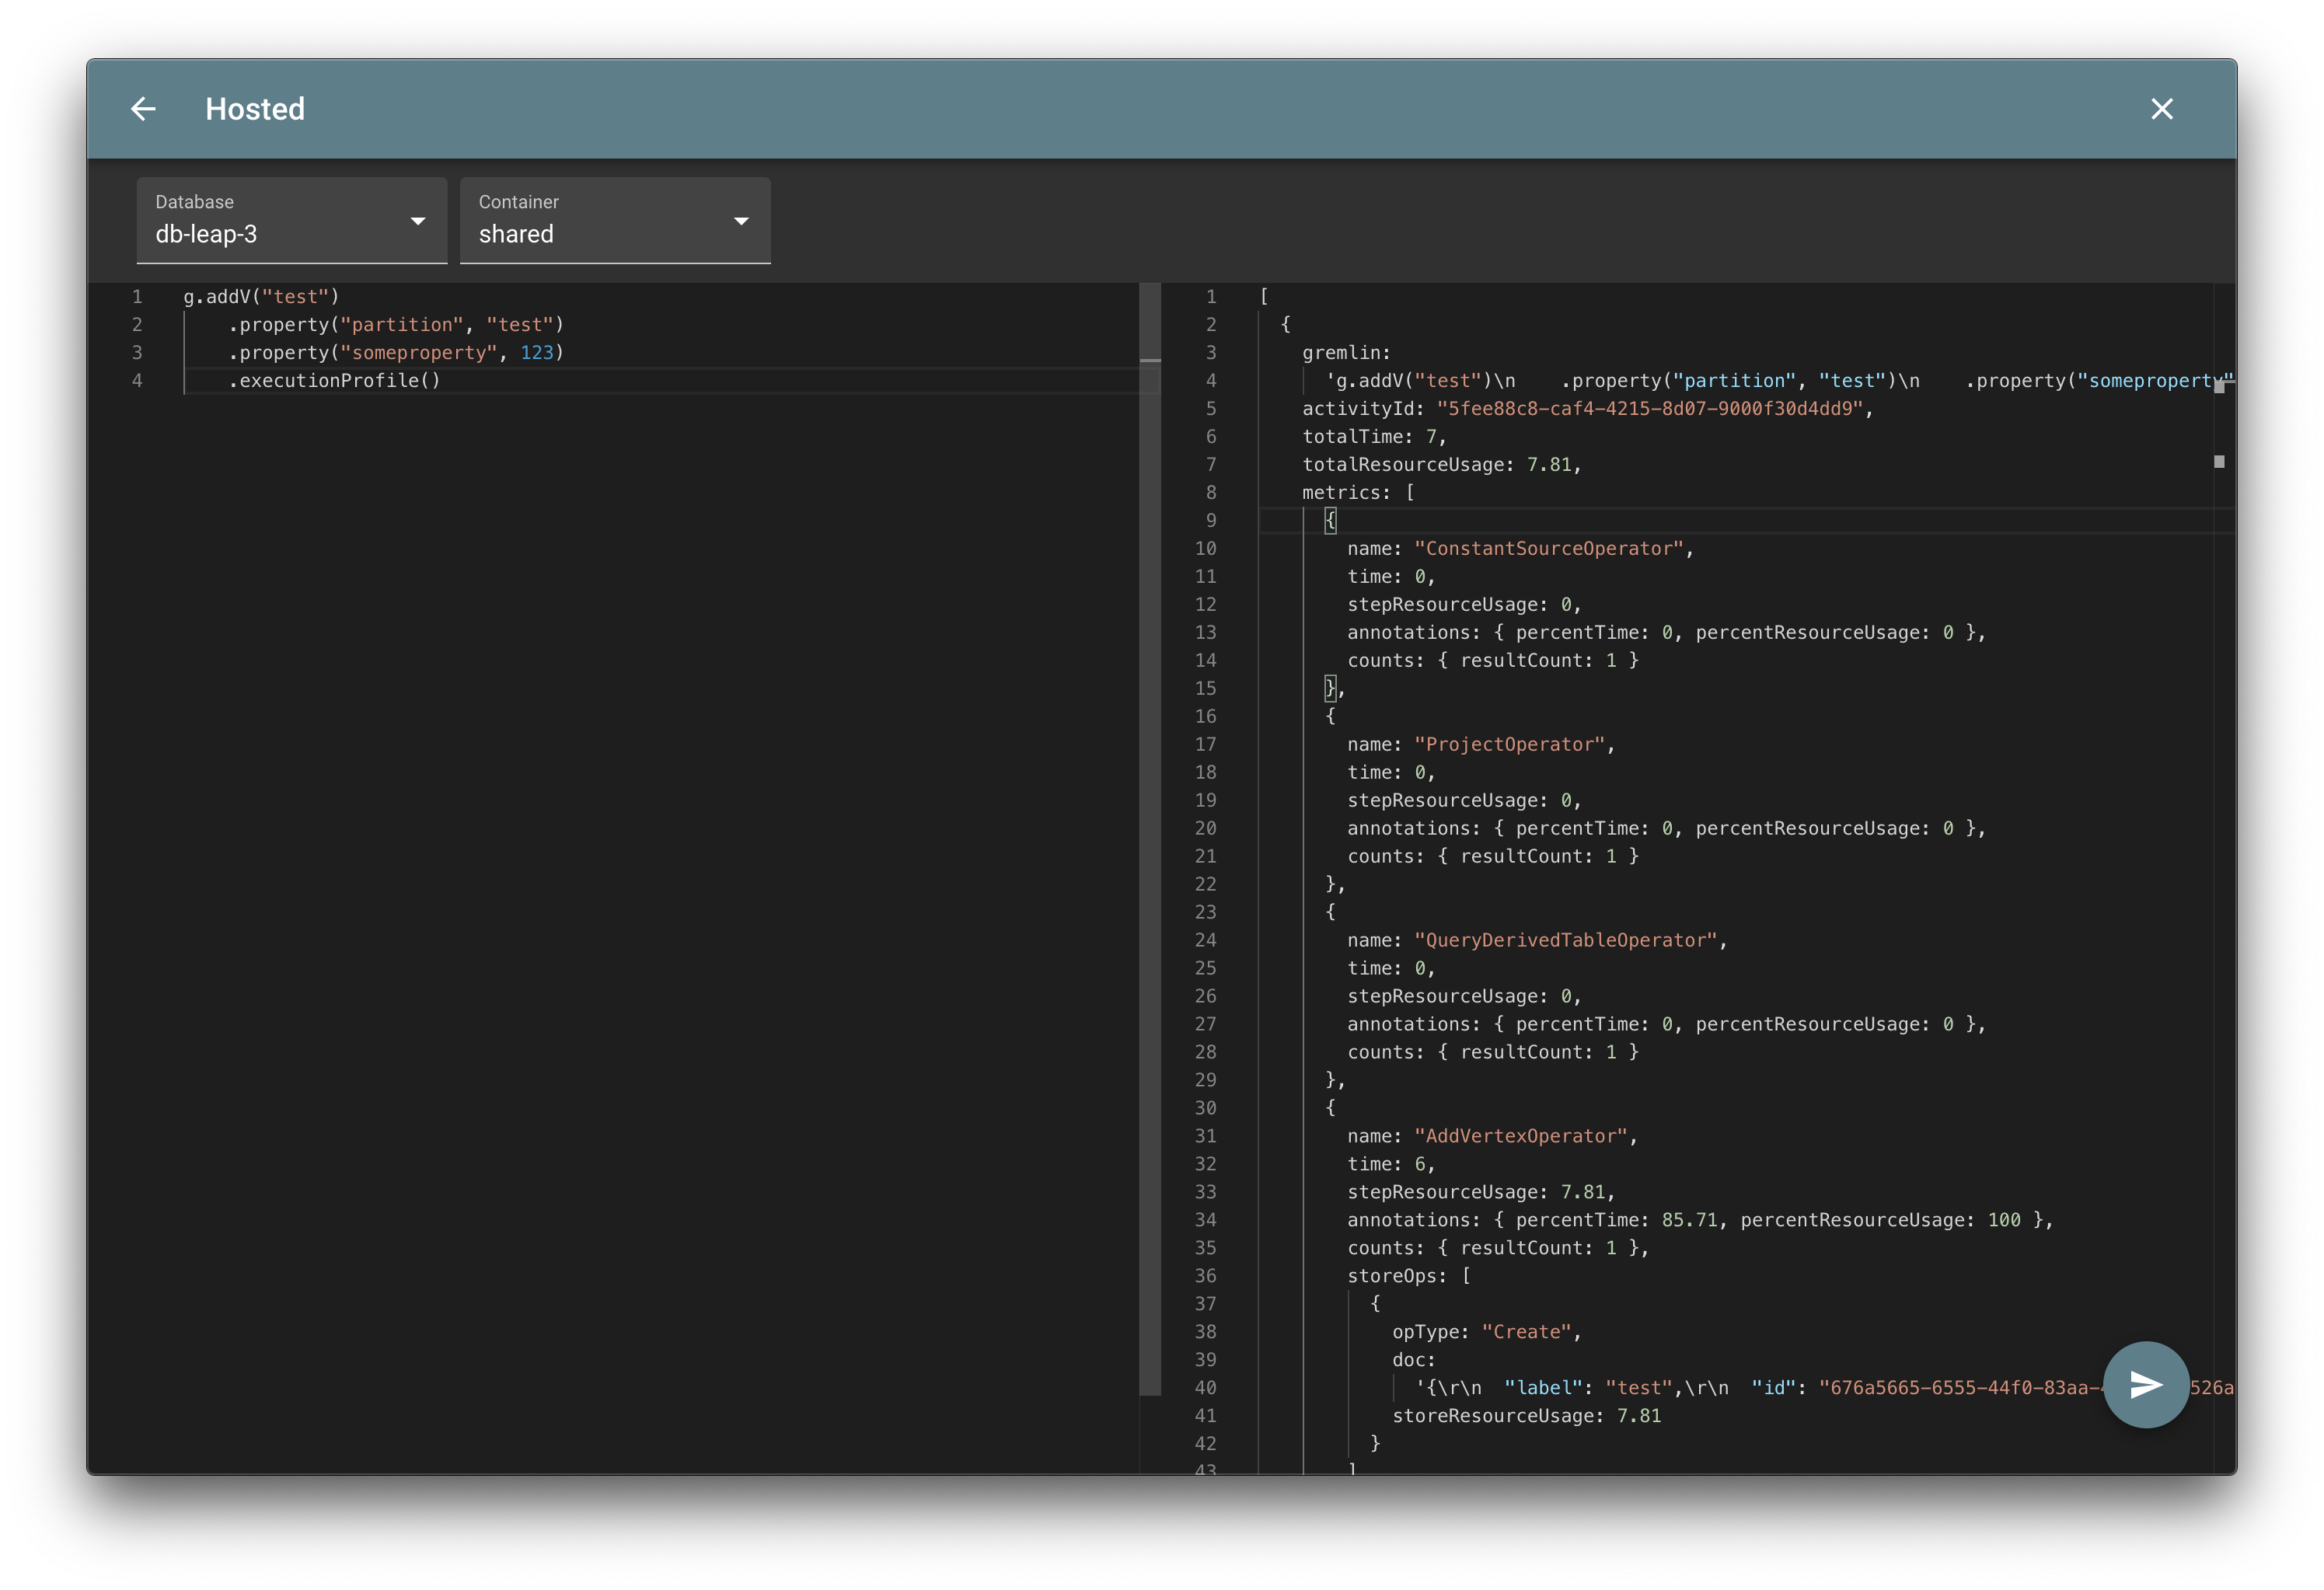 Hosted
Database
db-leap-3
Container
shared
1 g.addV("test")
2 .property("partition", "test")
3 .property("someproperty", 123)
4 .executionProfile()
1 [
2 {
3 gremlin:
4 'g.addV("test")\n    .property("partition", "test")\n    .property("someproperty"
5 activityId: "5fee88c8-caf4-4215-8d07-9000f30d4dd9",
6 totalTime: 7,
7 totalResourceUsage: 7.81,
8 metrics: [
9 {
10 name: "ConstantSourceOperator",
11 time: 0,
12 stepResourceUsage: 0,
13 annotations: { percentTime: 0, percentResourceUsage: 0 },
14 counts: { resultCount: 1 }
15 },
16 {
17 name: "ProjectOperator",
18 time: 0,
19 stepResourceUsage: 0,
20 annotations: { percentTime: 0, percentResourceUsage: 0 },
21 counts: { resultCount: 1 }
22 },
23 {
24 name: "QueryDerivedTableOperator",
25 time: 0,
26 stepResourceUsage: 0,
27 annotations: { percentTime: 0, percentResourceUsage: 0 },
28 counts: { resultCount: 1 }
29 },
30 {
31 name: "AddVertexOperator",
32 time: 6,
33 stepResourceUsage: 7.81,
34 annotations: { percentTime: 85.71, percentResourceUsage: 100 },
35 counts: { resultCount: 1 },
36 storeOps: [
37 {
38 opType: "Create",
39 doc:
40 '{\r\n  "label": "test",\r\n  "id": "676a5665-6555-44f0-83aa- 526a
41 storeResourceUsage: 7.81
42 }
43 ]